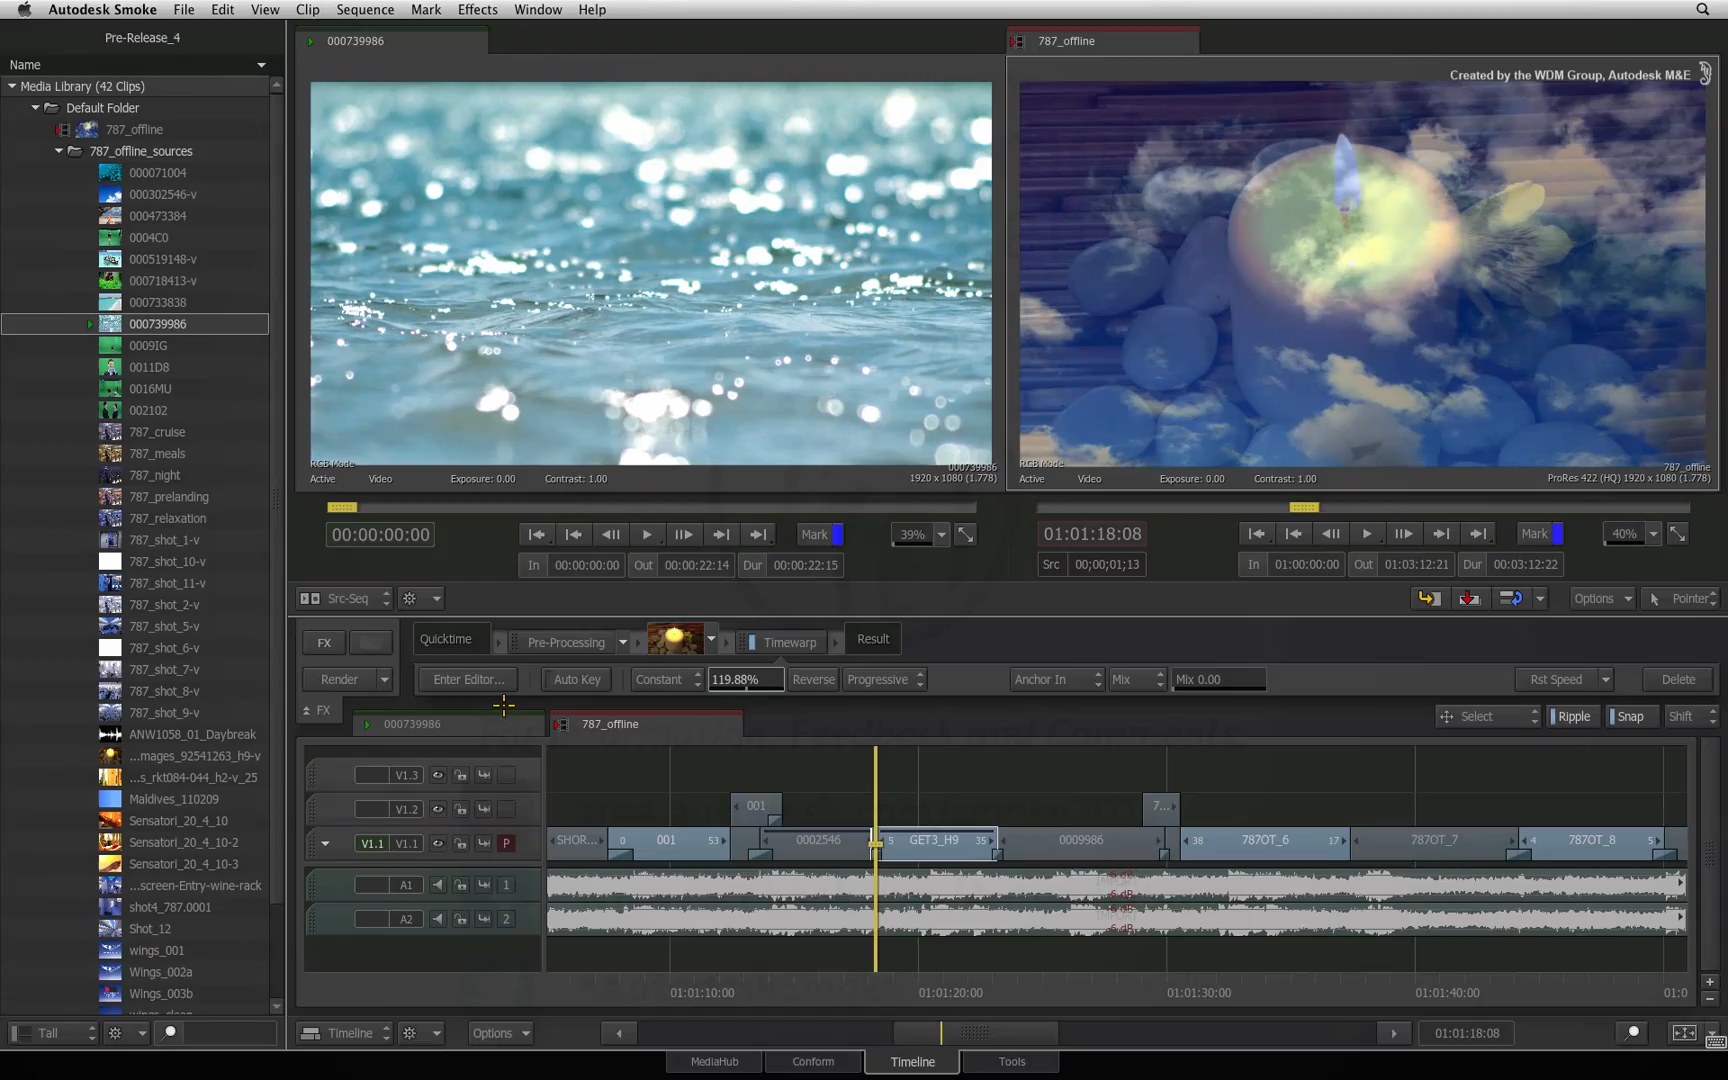 Autodesk Smoke File Edit View Clip Sequence Mark Effects Window Help
Pre-Release_4
Name
Media Library (42 Clips)
Default Folder
787_offline
787_offline_sources
000071004
000302546-v
000473384
0004C0
000519148-v
000718413-v
000733838
000739986
0009IG
0011D8
0016MU
002102
787_cruise
787_meals
787_night
787_prelanding
787_relaxation
787_shot_1-v
787_shot_10-v
787_shot_11-v
787_shot_2-v
787_shot_5-v
787_shot_6-v
787_shot_7-v
787_shot_8-v
787_shot_9-v
ANW1058_01_Daybreak
...mages_92541263_h9-v
...s_rkt084-044_h2-v_25
Maldives_110209
Sensatori_20_4_10
Sensatori_20_4_10-2
Sensatori_20_4_10-3
...screen-Entry-wine-rack
shot4_787.0001
Shot_12
wings_001
Wings_002a
Wings_003b
Tall
000739986
787_offline
Created by the WDM Group, Autodesk M&E
RGB Mode 000739986
Active Video Exposure: 0.00 Contrast: 1.00 1920 x 1080 (1.778)
RGB Mode 787_offline
Active Video Exposure: 0.00 Contrast: 1.00 ProRes 422 (HQ) 1920 x 1080 (1.778)
00:00:00:00 Mark 39%
In 00:00:00:00 Out 00:00:22:14 Dur 00:00:22:15
01:01:18:08 Mark 40%
Src 00;00;01;13 In 01:00:00:00 Out 01:03:12:21 Dur 00:03:12:22
Src-Seq Options Pointer
FX Quicktime Pre-Processing Timewarp Result
Render Enter Editor... Auto Key Constant 119.88% Reverse Progressive Anchor In Mix Mix 0.00 Rst Speed Delete
FX 000739986 787_offline Select Ripple Snap Shift
V1.3
V1.2 001 7...
V1.1 V1.1 P SHOR... 0 001 53 0002546 5 GET3_H9 35 0009986 38 787OT_6 17 787OT_7 4 787OT_8 5
A1 1 -6 dB
-6 dB
A2 2 -6 dB
-6 dB
01:01:10:00 01:01:20:00 01:01:30:00 01:01:40:00 01:0
Timeline Options 01:01:18:08
MediaHub Conform Timeline Tools